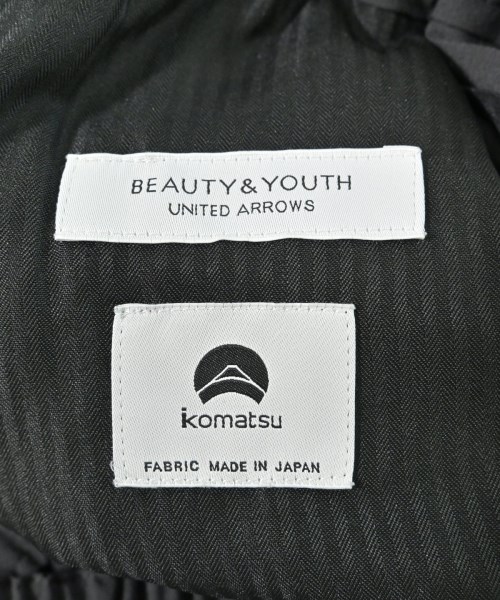 BEAUTY&YOUTH
UNITED ARROWS
komatsu
FABRIC MADE IN JAPAN